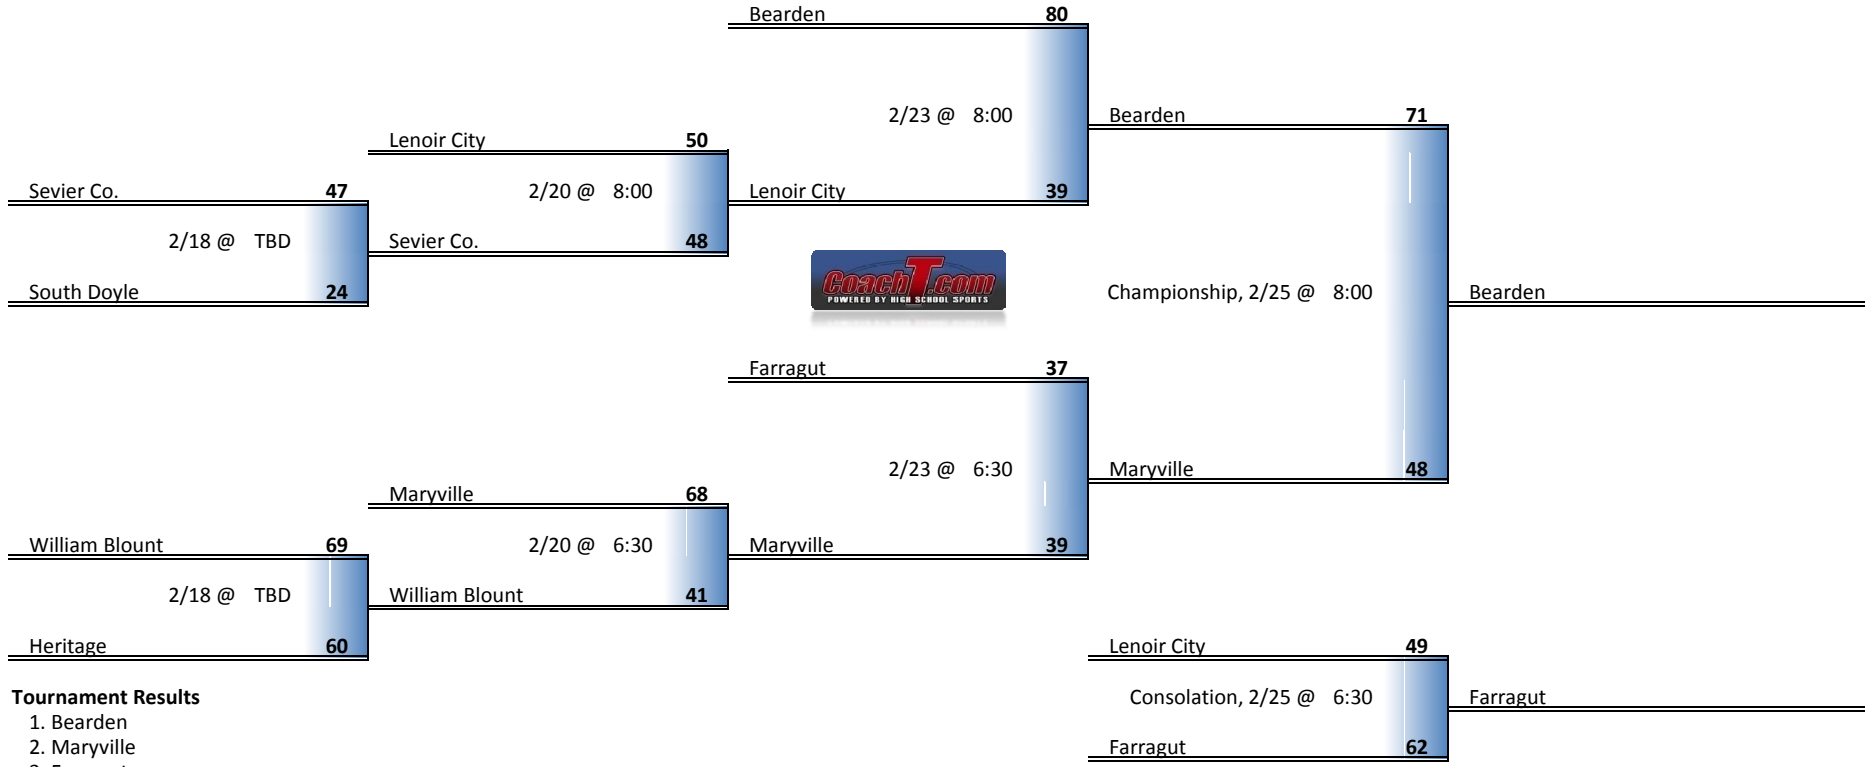 Bearden 80
2/23 @ 8:00
Bearden 71
Lenoir City 50
Sevier Co. 47
2/20 @ 8:00
Lenoir City 39
2/18 @ TBD
Sevier Co. 48
South Doyle 24
CoachT.com
POWERED BY HIGH SCHOOL SPORTS
Championship, 2/25 @ 8:00
Bearden
Farragut 37
2/23 @ 6:30
Maryville 48
Maryville 68
William Blount 69
2/20 @ 6:30
Maryville 39
2/18 @ TBD
William Blount 41
Heritage 60
Lenoir City 49
Tournament Results
Consolation, 2/25 @ 6:30
Farragut
1. Bearden
2. Maryville
Farragut 62